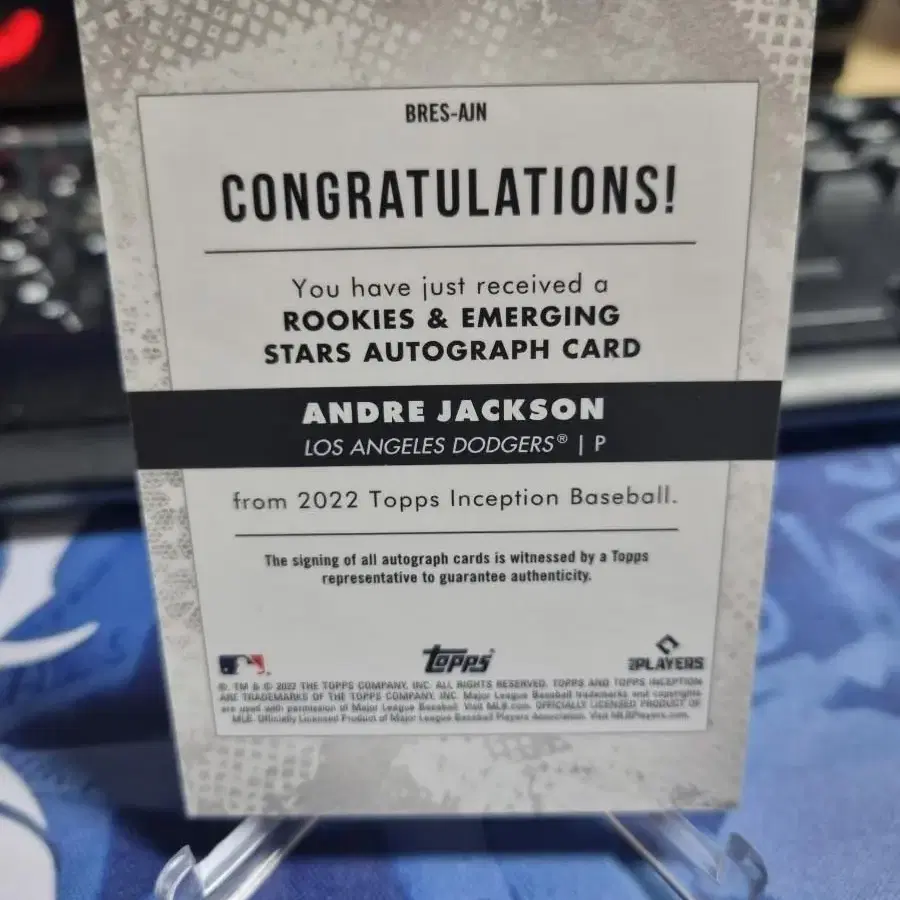 BRES-AJN
CONGRATULATIONS!
You have just received a
ROOKIES & EMERGING
STARS AUTOGRAPH CARD
ANDRE JACKSON
LOS ANGELES DODGERS® | P
from 2022 Topps Inception Baseball.
The signing of all autograph cards is witnessed by a Topps
representative to guarantee authenticity.
topps
PLAYERS
®, TM & © 2022 THE TOPPS COMPANY, INC. ALL RIGHTS RESERVED. TOPPS AND TOPPS INCEPTION
ARE TRADEMARKS OF THE TOPPS COMPANY, INC. Major League Baseball trademarks and copyrights
are used with permission of Major League Baseball. Visit MLB.com. OFFICIALLY LICENSED PRODUCT OF
MLB. Officially Licensed Product of Major League Baseball Players Association. Visit MLBPlayers.com.